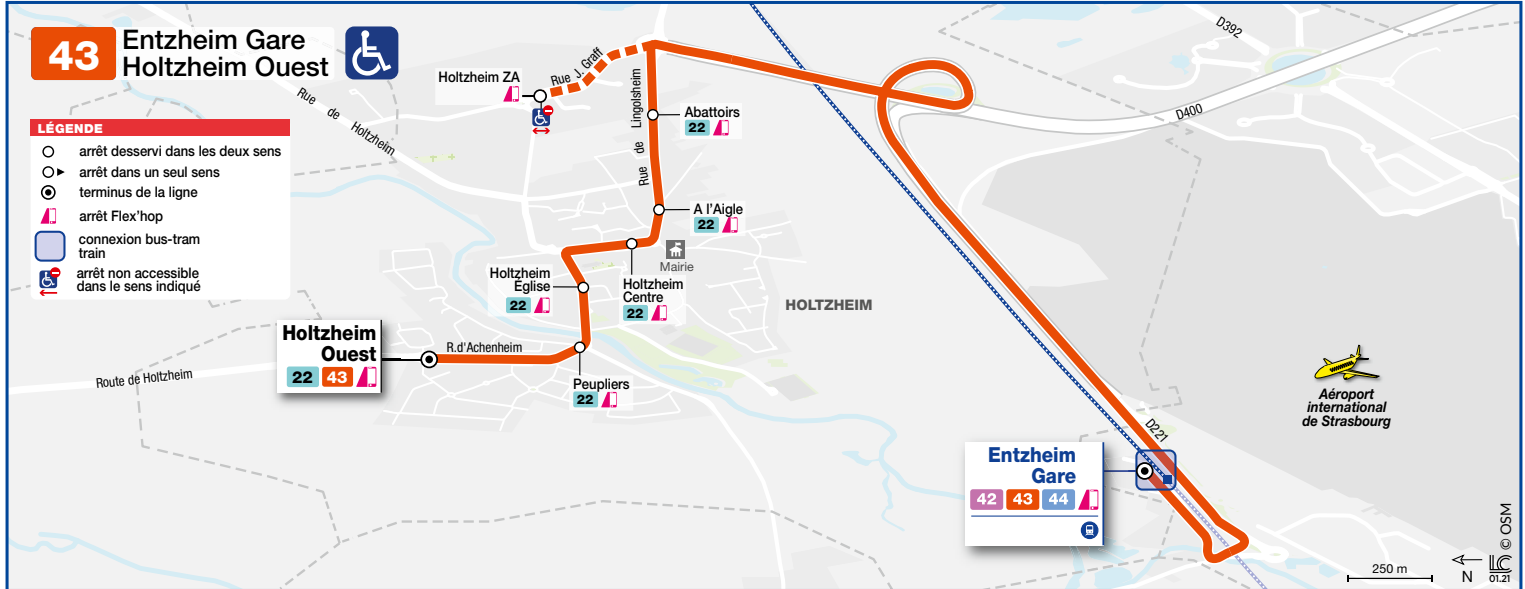 43
Entzheim Gare
Holtzheim Ouest
LÉGENDE
arrêt desservi dans les deux sens
arrêt dans un seul sens
terminus de la ligne
arrêt Flex'hop
connexion bus-tram
train
arrêt non accessible
dans le sens indiqué
Rue de Holtzheim
Holtzheim ZA
Rue J. Graff
Rue de Lingolsheim
Abattoirs
22
A l'Aigle
22
Mairie
Holtzheim
Centre
22
Holtzheim
Église
22
HOLTZHEIM
Holtzheim
Ouest
22 43
R.d'Achenheim
Peupliers
22
Route de Holtzheim
D392
D400
D221
Aéroport
international
de Strasbourg
Entzheim
Gare
42 43 44
250 m
N
01.21
© OSM